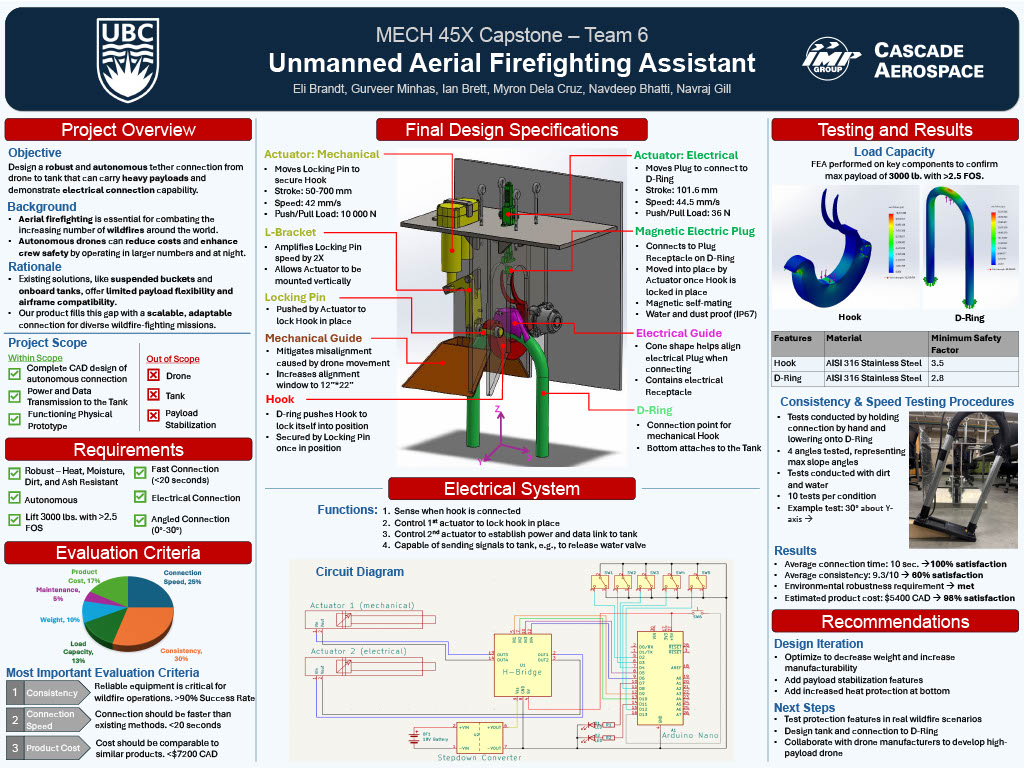 UBC
MECH 45X Capstone – Team 6
Unmanned Aerial Firefighting Assistant
Eli Brandt, Gurveer Minhas, Ian Brett, Myron Dela Cruz, Navdeep Bhatti, Navraj Gill
IMP
GROUP
CASCADE
AEROSPACE
Project Overview
Objective
Design a robust and autonomous tether connection from
drone to tank that can carry heavy payloads and
demonstrate electrical connection capability.
Background
• Aerial firefighting is essential for combating the
increasing number of wildfires around the world.
• Autonomous drones can reduce costs and enhance
crew safety by operating in larger numbers and at night.
Rationale
• Existing solutions, like suspended buckets and
onboard tanks, offer limited payload flexibility and
airframe compatibility.
• Our product fills this gap with a scalable, adaptable
connection for diverse wildfire-fighting missions.
Project Scope
Within Scope
Complete CAD design of
autonomous connection
Power and Data
Transmission to the Tank
Functioning Physical
Prototype
Out of Scope
Drone
Tank
Payload
Stabilization
Requirements
Robust – Heat, Moisture,
Dirt, and Ash Resistant
Autonomous
Lift 3000 lbs. with >2.5
FOS
Fast Connection
(<20 seconds)
Electrical Connection
Angled Connection
(0°-30°)
Evaluation Criteria
Product
Cost, 17%
Connection
Speed, 25%
Maintenance,
5%
Weight, 10%
Load
Capacity,
13%
Consistency,
30%
Most Important Evaluation Criteria
1 Consistency
Reliable equipment is critical for
wildfire operations. >90% Success Rate
2 Connection
Speed
Connection should be faster than
existing methods. <20 seconds
3 Product Cost
Cost should be comparable to
similar products. <$7200 CAD
Final Design Specifications
Actuator: Mechanical
• Moves Locking Pin to
secure Hook
• Stroke: 50-700 mm
• Speed: 42 mm/s
• Push/Pull Load: 10 000 N
L-Bracket
• Amplifies Locking Pin
speed by 2X
• Allows Actuator to be
mounted vertically
Locking Pin
• Pushed by Actuator to
lock Hook in place
Mechanical Guide
• Mitigates misalignment
caused by drone movement
• Increases alignment
window to 12"*22"
Hook
• D-ring pushes Hook to
lock itself into position
• Secured by Locking Pin
once in position
Z
Y
X
Actuator: Electrical
• Moves Plug to connect to
D-Ring
• Stroke: 101.6 mm
• Speed: 44.5 mm/s
• Push/Pull Load: 36 N
Magnetic Electric Plug
• Connects to Plug
Receptacle on D-Ring
• Moved into place by
Actuator once Hook is
locked in place
• Magnetic self-mating
• Water and dust proof (IP67)
Electrical Guide
• Cone shape helps align
electrical Plug when
connecting
• Contains electrical
Receptacle
D-Ring
• Connection point for
mechanical Hook
• Bottom attaches to the Tank
Electrical System
Functions:
1. Sense when hook is connected
2. Control 1st actuator to lock hook in place
3. Control 2nd actuator to establish power and data link to tank
4. Capable of sending signals to tank, e.g., to release water valve
Circuit Diagram
Actuator 1 (mechanical)
Actuator 2 (electrical)
U1
H-Bridge
Stepdown Converter
Arduino Nano
Testing and Results
Load Capacity
FEA performed on key components to confirm
max payload of 3000 lb. with >2.5 FOS.
Hook
D-Ring
Features Material Minimum Safety
Factor
Hook AISI 316 Stainless Steel 3.5
D-Ring AISI 316 Stainless Steel 2.8
Consistency & Speed Testing Procedures
• Tests conducted by holding
connection by hand and
lowering onto D-Ring
• 4 angles tested, representing
max slope angles
• Tests conducted with dirt
and water
• 10 tests per condition
• Example test: 30° about Y-
axis →
Results
• Average connection time: 10 sec. →100% satisfaction
• Average consistency: 9.3/10 → 60% satisfaction
• Environmental robustness requirement → met
• Estimated product cost: $5400 CAD → 98% satisfaction
Recommendations
Design Iteration
• Optimize to decrease weight and increase
manufacturability
• Add payload stabilization features
• Add increased heat protection at bottom
Next Steps
• Test protection features in real wildfire scenarios
• Design tank and connection to D-Ring
• Collaborate with drone manufacturers to develop high-
payload drone